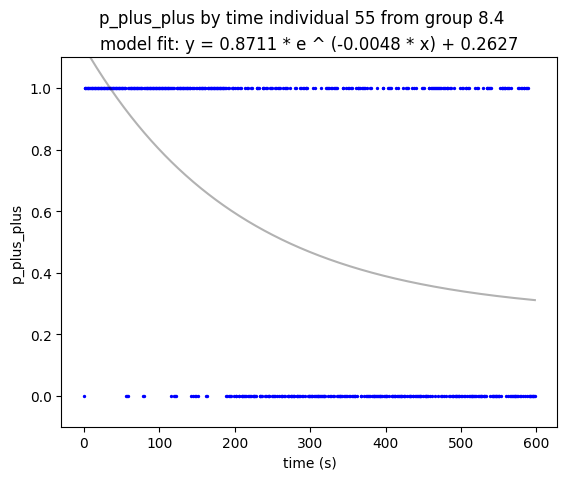 p_plus_plus by time individual 55 from group 8.4
model fit: y = 0.8711 * e ^ (-0.0048 * x) + 0.2627
1.0
0.8
0.6
0.4
0.2
0.0
p_plus_plus
0 100 200 300 400 500 600
time (s)